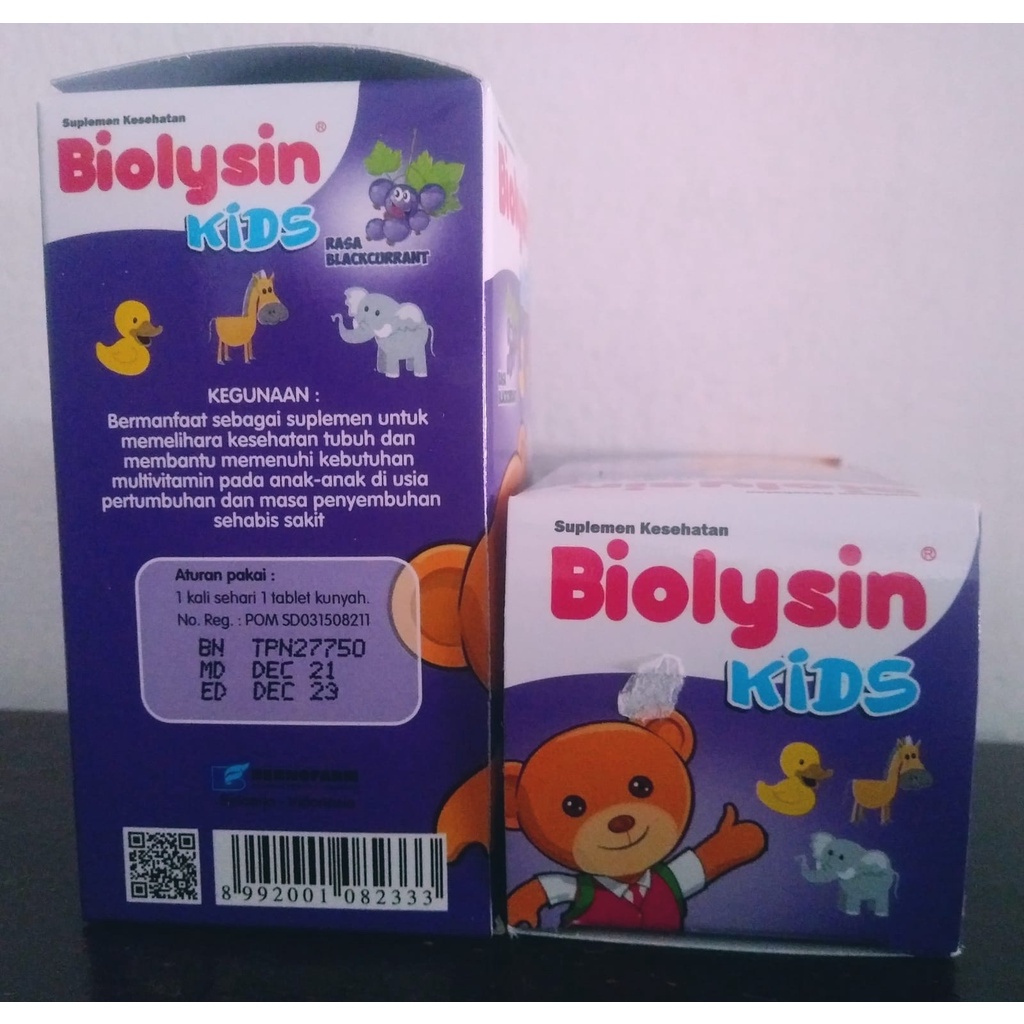 Suplemen Kesehatan
Biolysin®
KiDS
RASA
BLACKCURRANT
KEGUNAAN :
Bermanfaat sebagai suplemen untuk
memelihara kesehatan tubuh dan
membantu memenuhi kebutuhan
multivitamin pada anak-anak di usia
pertumbuhan dan masa penyembuhan
sehabis sakit
Aturan pakai :
1 kali sehari 1 tablet kunyah.
No. Reg. : POM SD031508211
BN TPN27750
MD DEC 21
ED DEC 23
8 992001 082333
Suplemen Kesehatan
Biolysin®
KiDS